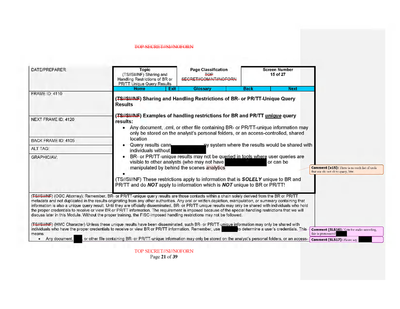 TOP SECRET//SI//NOFORN
DATE/PREPARER:
Topic
Page Classification
Screen Number
(TS//SI//NF) Sharing and
TOP
15 of 27
Handling Restrictions of BR or
SECRET//COMINT//NOFORN
PR/TT Unique Query Results
Home Exit Glossary Back Next
FRAME ID: 4115
(TS//SI//NF) Sharing and Handling Restrictions of BR- or PR/TT-Unique Query
Results
(TS//SI//NF) Examples of handling restrictions for BR and PR/TT unique query
NEXT FRAME ID: 4120
results:
• Any document, .xml, or other file containing BR- or PR/TT-unique information may
only be stored on the analyst's personal folders, or an access-controlled, shared
location
BACK FRAME ID: 4105
• Query results cannot system where the results would be shared with
ALT TAG:
individuals without
GRAPHIC/AV:
• BR- or PR/TT-unique results may not be queried in tools where user queries are
visible to other analysts (who may not have or can be
manipulated by behind the scenes analytics
•
(TS//SI//NF) These restrictions apply to information that is SOLELY unique to BR and
PR/TT and do NOT apply to information which is NOT unique to BR or PR/TT!
(TS//SI//NF) (OGC Attorney) Remember, BR- or PR/TT unique query results are those contacts within a chain solely derived from the BR or PR/TT
metadata and not duplicated in the results originating from any other authorities. Any oral or written depiction, manipulation, or summary containing that
information is also a unique query result. Until they are officially disseminated, BR- or PR/TT unique results may only be shared with individuals who hold
the proper credentials to receive or view BR or PR/TT information. The requirement is imposed because of the special handling restrictions that we will
discuss later in this Module. Without the proper training, the FISC-imposed handling restrictions may not be followed.
(TS//SI//NF) (HMC Character) Unless these unique results have been disseminated, such BR- or PR/TT-unique information may only be shared with
individuals who have the proper credentials to receive or view BR or PR/TT information. Remember, use to determine a user's credentials. This
means:
• Any document, or other file containing BR- or PR/TT-unique information may only be stored on the analyst's personal folders, or an access-
TOP SECRET//SI//NOFORN
Page 21 of 39